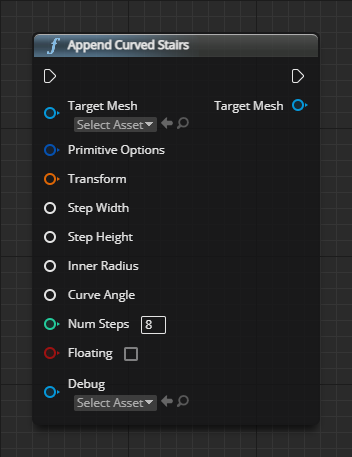 f Append Curved Stairs
Target Mesh Target Mesh
Select Asset
Primitive Options
Transform
Step Width
Step Height
Inner Radius
Curve Angle
Num Steps 8
Floating
Debug
Select Asset